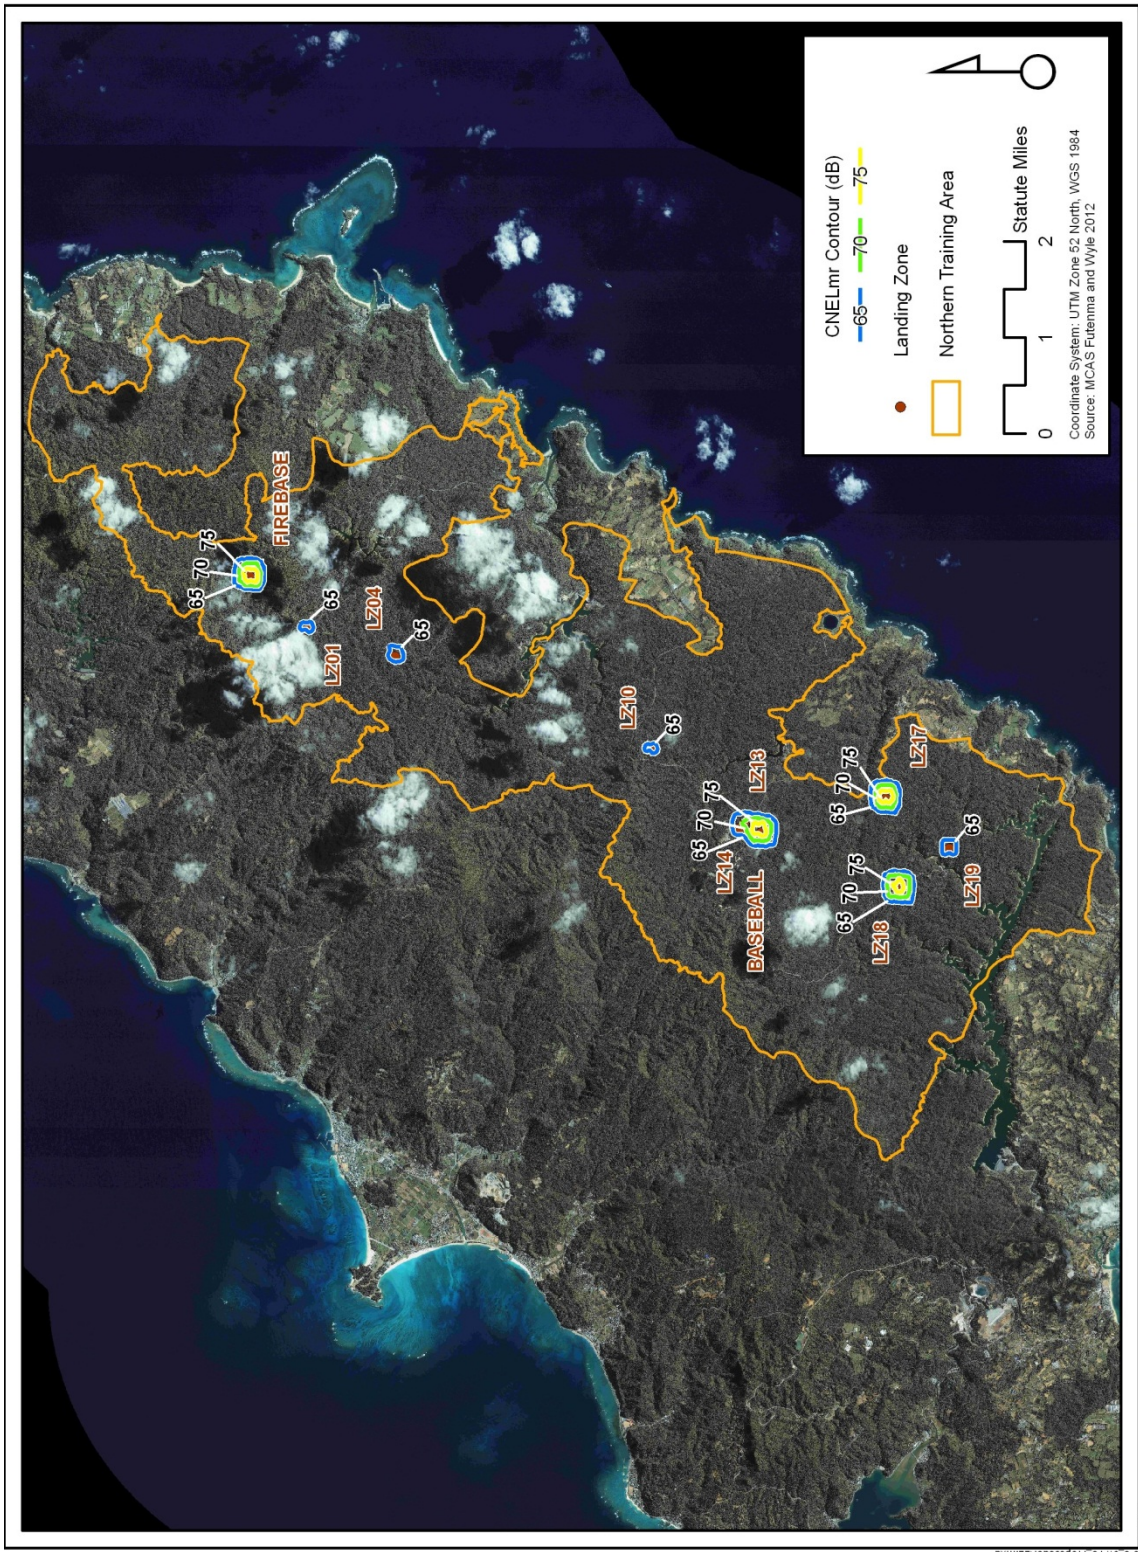 FIREBASE
65
70
75
LZ01
65
LZ04
65
LZ10
65
LZ13
LZ14
BASEBALL
65
70
75
LZ17
65
70
75
LZ18
65
70
75
LZ19
65
CNELmr Contour (dB)
65
70
75
Landing Zone
Northern Training Area
Statute Miles
0
1
2
Coordinate System: UTM Zone 52 North, WGS 1984
Source: MCAS Futenma and Wyle 2012